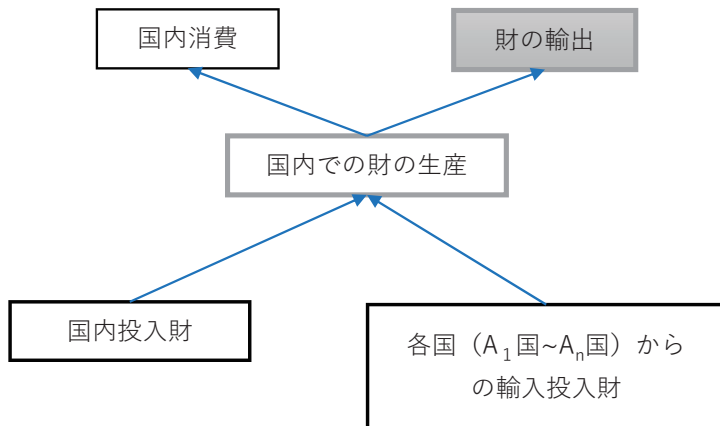 国内消費
財の輸出
国内での財の生産
国内投入財
各国（A₁国~Aₙ国）から
の輸入投入財